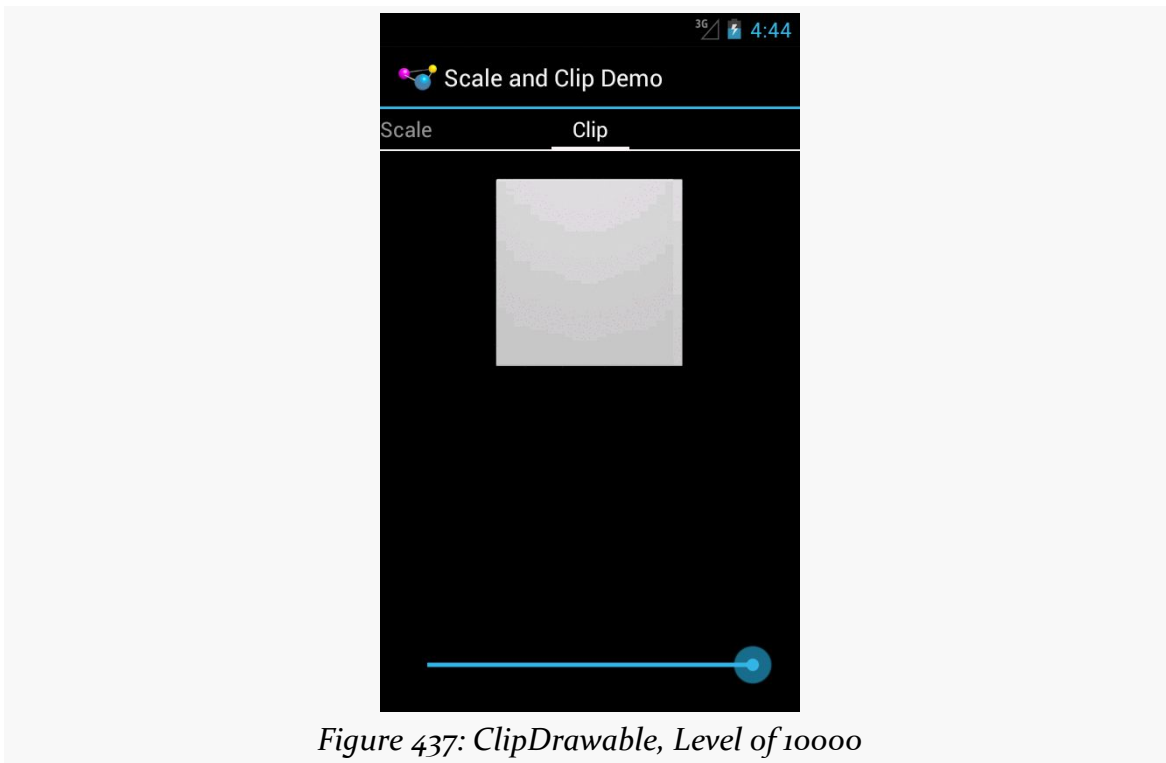 3G 4:44
Scale and Clip Demo
Scale Clip
Figure 437: ClipDrawable, Level of 10000